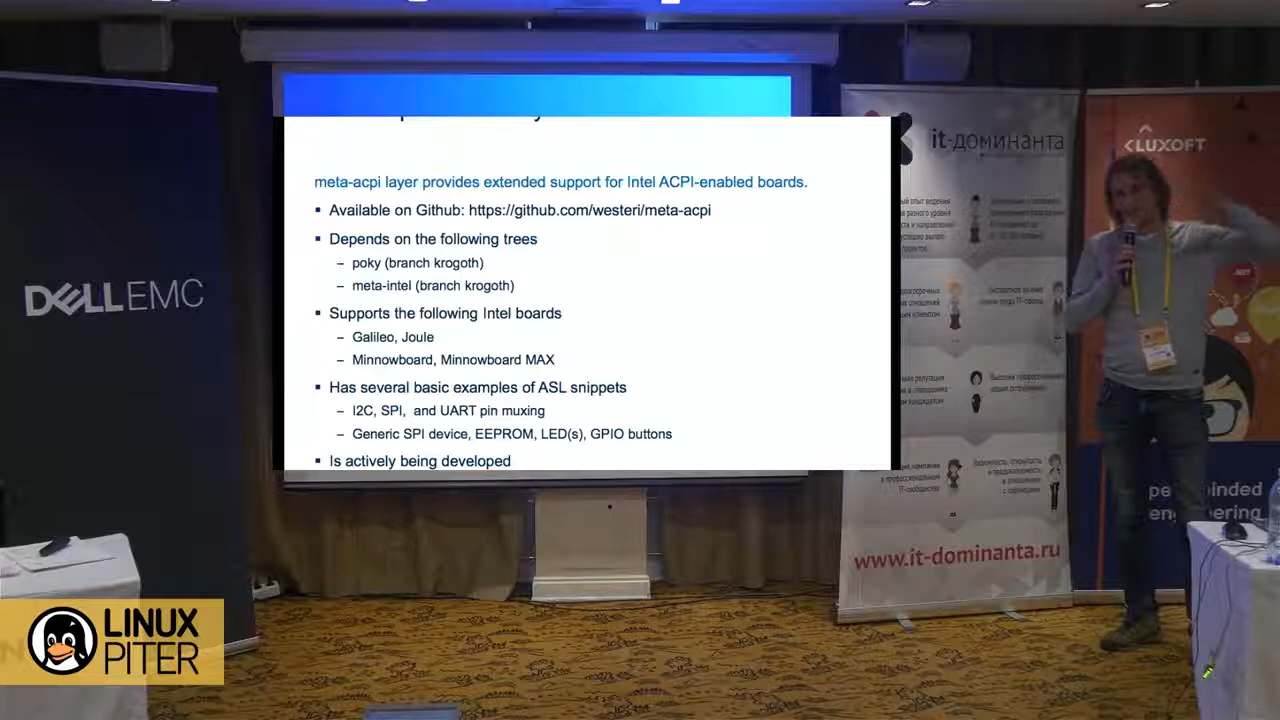 meta-acpi layer provides extended support for Intel ACPI-enabled boards.
▪ Available on Github: https://github.com/westeri/meta-acpi
▪ Depends on the following trees
– poky (branch krogoth)
– meta-intel (branch krogoth)
▪ Supports the following Intel boards
– Galileo, Joule
– Minnowboard, Minnowboard MAX
▪ Has several basic examples of ASL snippets
– I2C, SPI, and UART pin muxing
– Generic SPI device, EEPROM, LED(s), GPIO buttons
▪ Is actively being developed
DELL EMC
it-доминанта
www.it-dominanta.ru
LUXOFT
engineering
LINUX
PITER